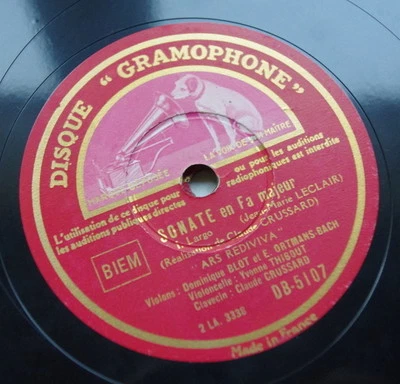 DISQUE "GRAMOPHONE"
LA VOIX DE SON MAÎTRE
L'utilisation de ce disque pour
les auditions publiques directes
ou pour les auditions
radiophoniques est interdite
BIEM
SONATE en Fa majeur
Largo (Jean-Marie LECLAIR)
(Réalisation de Claude CRUSSARD)
"ARS REDIVIVA"
Violons: Dominique BLOT et E. ORTMANS-BACH
Violoncelle: Yvonne THIBOUT
Clavecin: Claude CRUSSARD
2 LA. 3330
DB-5107
Made in France